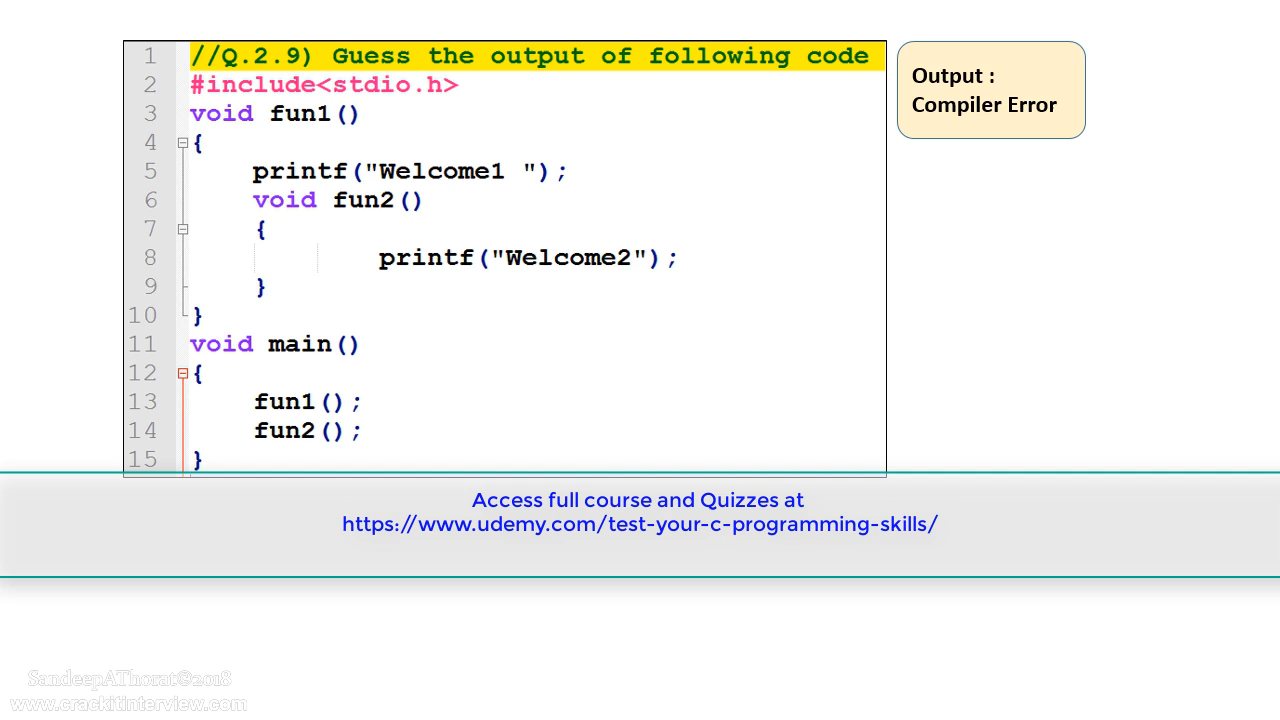 1 //Q.2.9) Guess the output of following code
2 #include<stdio.h>
3 void fun1()
4 {
5 printf("Welcome1 ");
6 void fun2()
7 {
8 printf("Welcome2");
9 }
10 }
11 void main()
12 {
13 fun1();
14 fun2();
15 }
Output :
Compiler Error
Access full course and Quizzes at
https://www.udemy.com/test-your-c-programming-skills/
SandeepAThorat©2018
www.crackitinterview.com